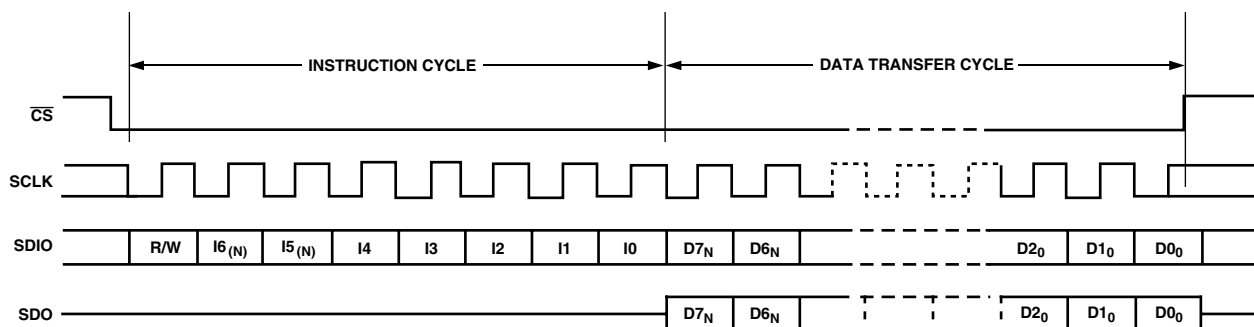 INSTRUCTION CYCLE DATA TRANSFER CYCLE
CS
SCLK
SDIO R/W I6(N) I5(N) I4 I3 I2 I1 I0 D7N D6N D20 D10 D00
SDO D7N D6N D20 D10 D00